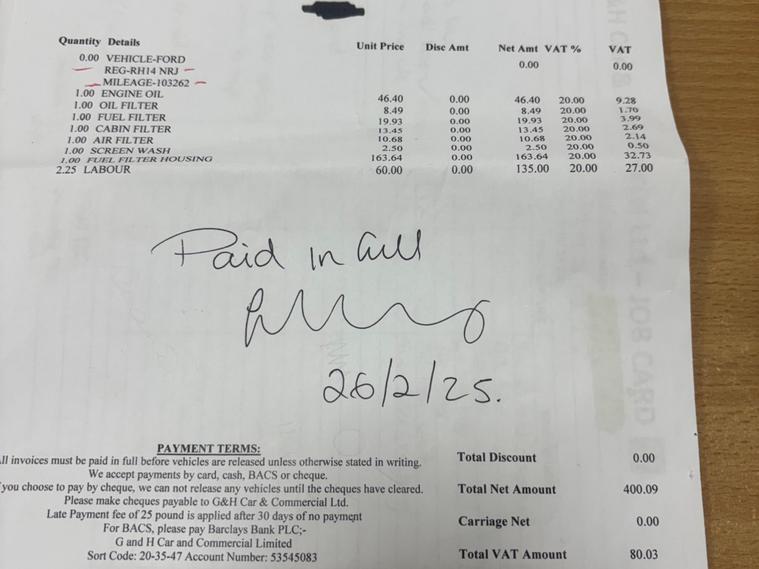 Quantity Details Unit Price Disc Amt Net Amt VAT % VAT
0.00 VEHICLE-FORD 0.00 0.00
REG-RH14 NRJ
MILEAGE-103262
1.00 ENGINE OIL 46.40 0.00 46.40 20.00 9.28
1.00 OIL FILTER 8.49 0.00 8.49 20.00 1.70
1.00 FUEL FILTER 19.93 0.00 19.93 20.00 3.99
1.00 CABIN FILTER 13.45 0.00 13.45 20.00 2.69
1.00 AIR FILTER 10.68 0.00 10.68 20.00 2.14
1.00 SCREEN WASH 2.50 0.00 2.50 20.00 0.50
1.00 FUEL FILTER HOUSING 163.64 0.00 163.64 20.00 32.73
2.25 LABOUR 60.00 0.00 135.00 20.00 27.00
Paid in full
26/2/25.
PAYMENT TERMS:
ll invoices must be paid in full before vehicles are released unless otherwise stated in writing.
We accept payments by card, cash, BACS or cheque.
you choose to pay by cheque, we can not release any vehicles until the cheques have cleared.
Please make cheques payable to G&H Car & Commercial Ltd.
Late Payment fee of 25 pound is applied after 30 days of no payment
For BACS, please pay Barclays Bank PLC;-
G and H Car and Commercial Limited
Sort Code: 20-35-47 Account Number: 53545083
Total Discount 0.00
Total Net Amount 400.09
Carriage Net 0.00
Total VAT Amount 80.03
JOB CARD